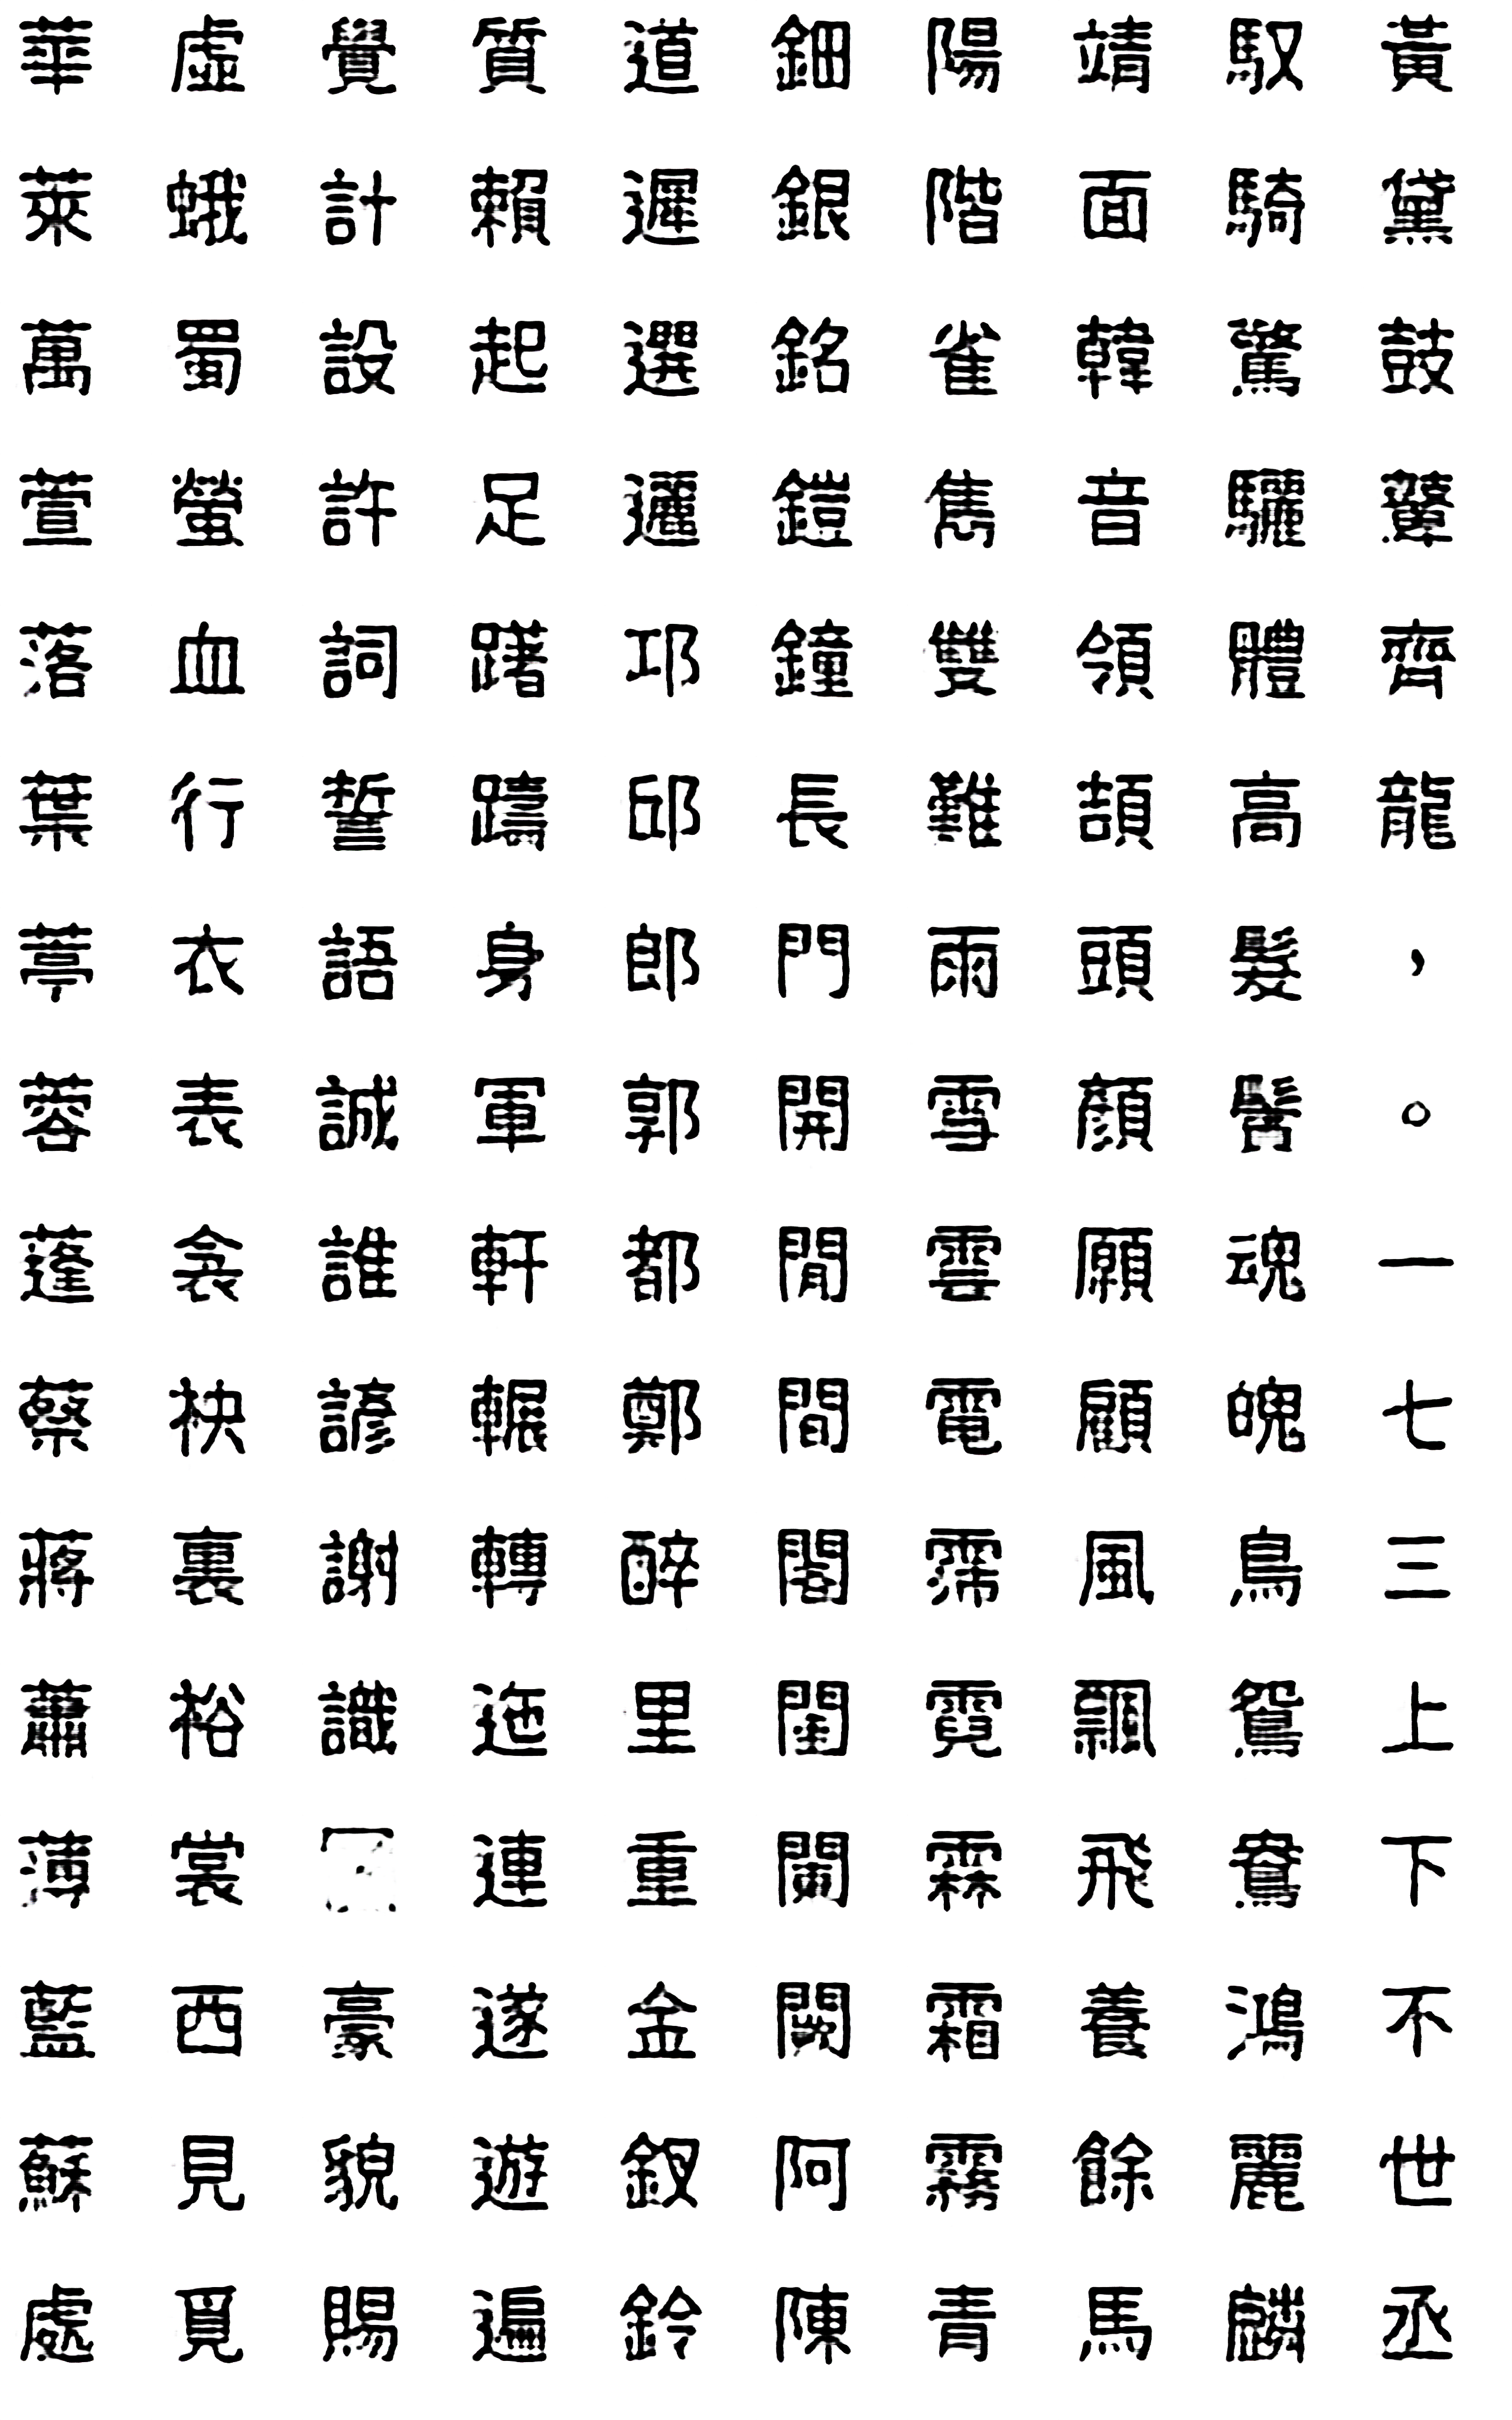 華虛覺質道鈿陽靖馭黃
萊蛾計賴遲銀階面騎黛
萬蜀設起選銘雀韓驚鼓
萱螢許足邐鎧雋音驪鼙
落血詞躇邛鐘雙領體齊
葉行誓躊邱長難頡高龍
葶衣語身郎門雨頭髮，
蓉表誠軍郭開雪顏鬢。
蓬衾誰軒都閒雲願魂一
蔡袂諺輾鄭間電顧魄七
蔣裏謝轉醉閣霈風鳥三
蕭裕識迤里閨霓飄鴛上
薄裳連重闌霖飛鴦下
藍西豪遂金闕霜養鴻不
蘇見貌遊釵阿霧餘麗世
處覓賜遍鈴陳青馬麟丞